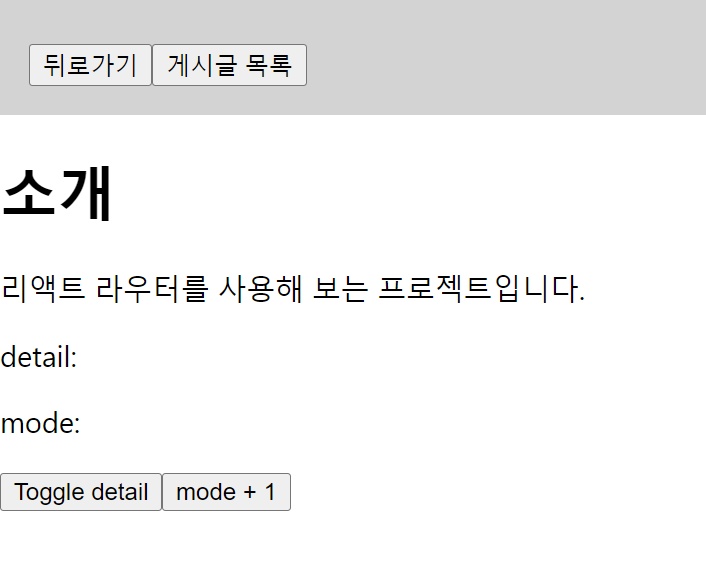 뒤로가기 게시글 목록
소개
리액트 라우터를 사용해 보는 프로젝트입니다.
detail:
mode:
Toggle detail mode + 1